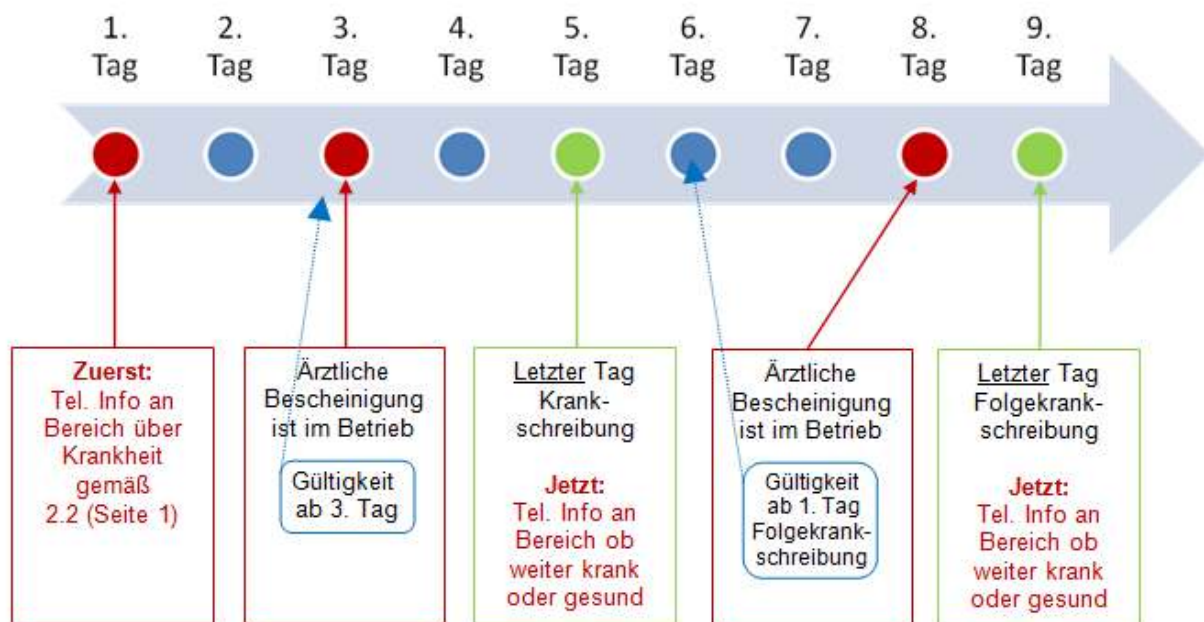 1. Tag
2. Tag
3. Tag
4. Tag
5. Tag
6. Tag
7. Tag
8. Tag
9. Tag
Zuerst:
Tel. Info an
Bereich über
Krankheit
gemäß
2.2 (Seite 1)
Ärztliche
Bescheinigung
ist im Betrieb
Gültigkeit
ab 3. Tag
Letzter Tag
Krank-
schreibung
Jetzt:
Tel. Info an
Bereich ob
weiter krank
oder gesund
Ärztliche
Bescheinigung
ist im Betrieb
Gültigkeit
ab 1. Tag
Folgekrank-
schreibung
Letzter Tag
Folgekrank-
schreibung
Jetzt:
Tel. Info an
Bereich ob
weiter krank
oder gesund